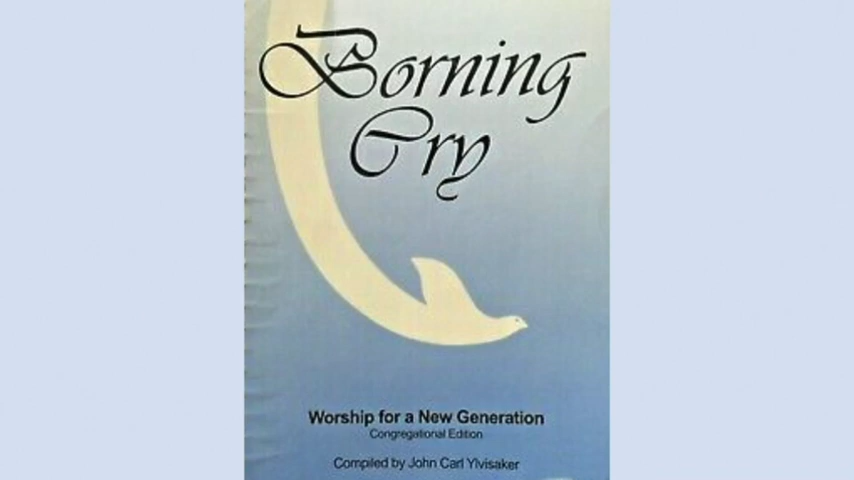 Borning
Cry
Worship for a New Generation
Congregational Edition
Compiled by John Carl Ylvisaker